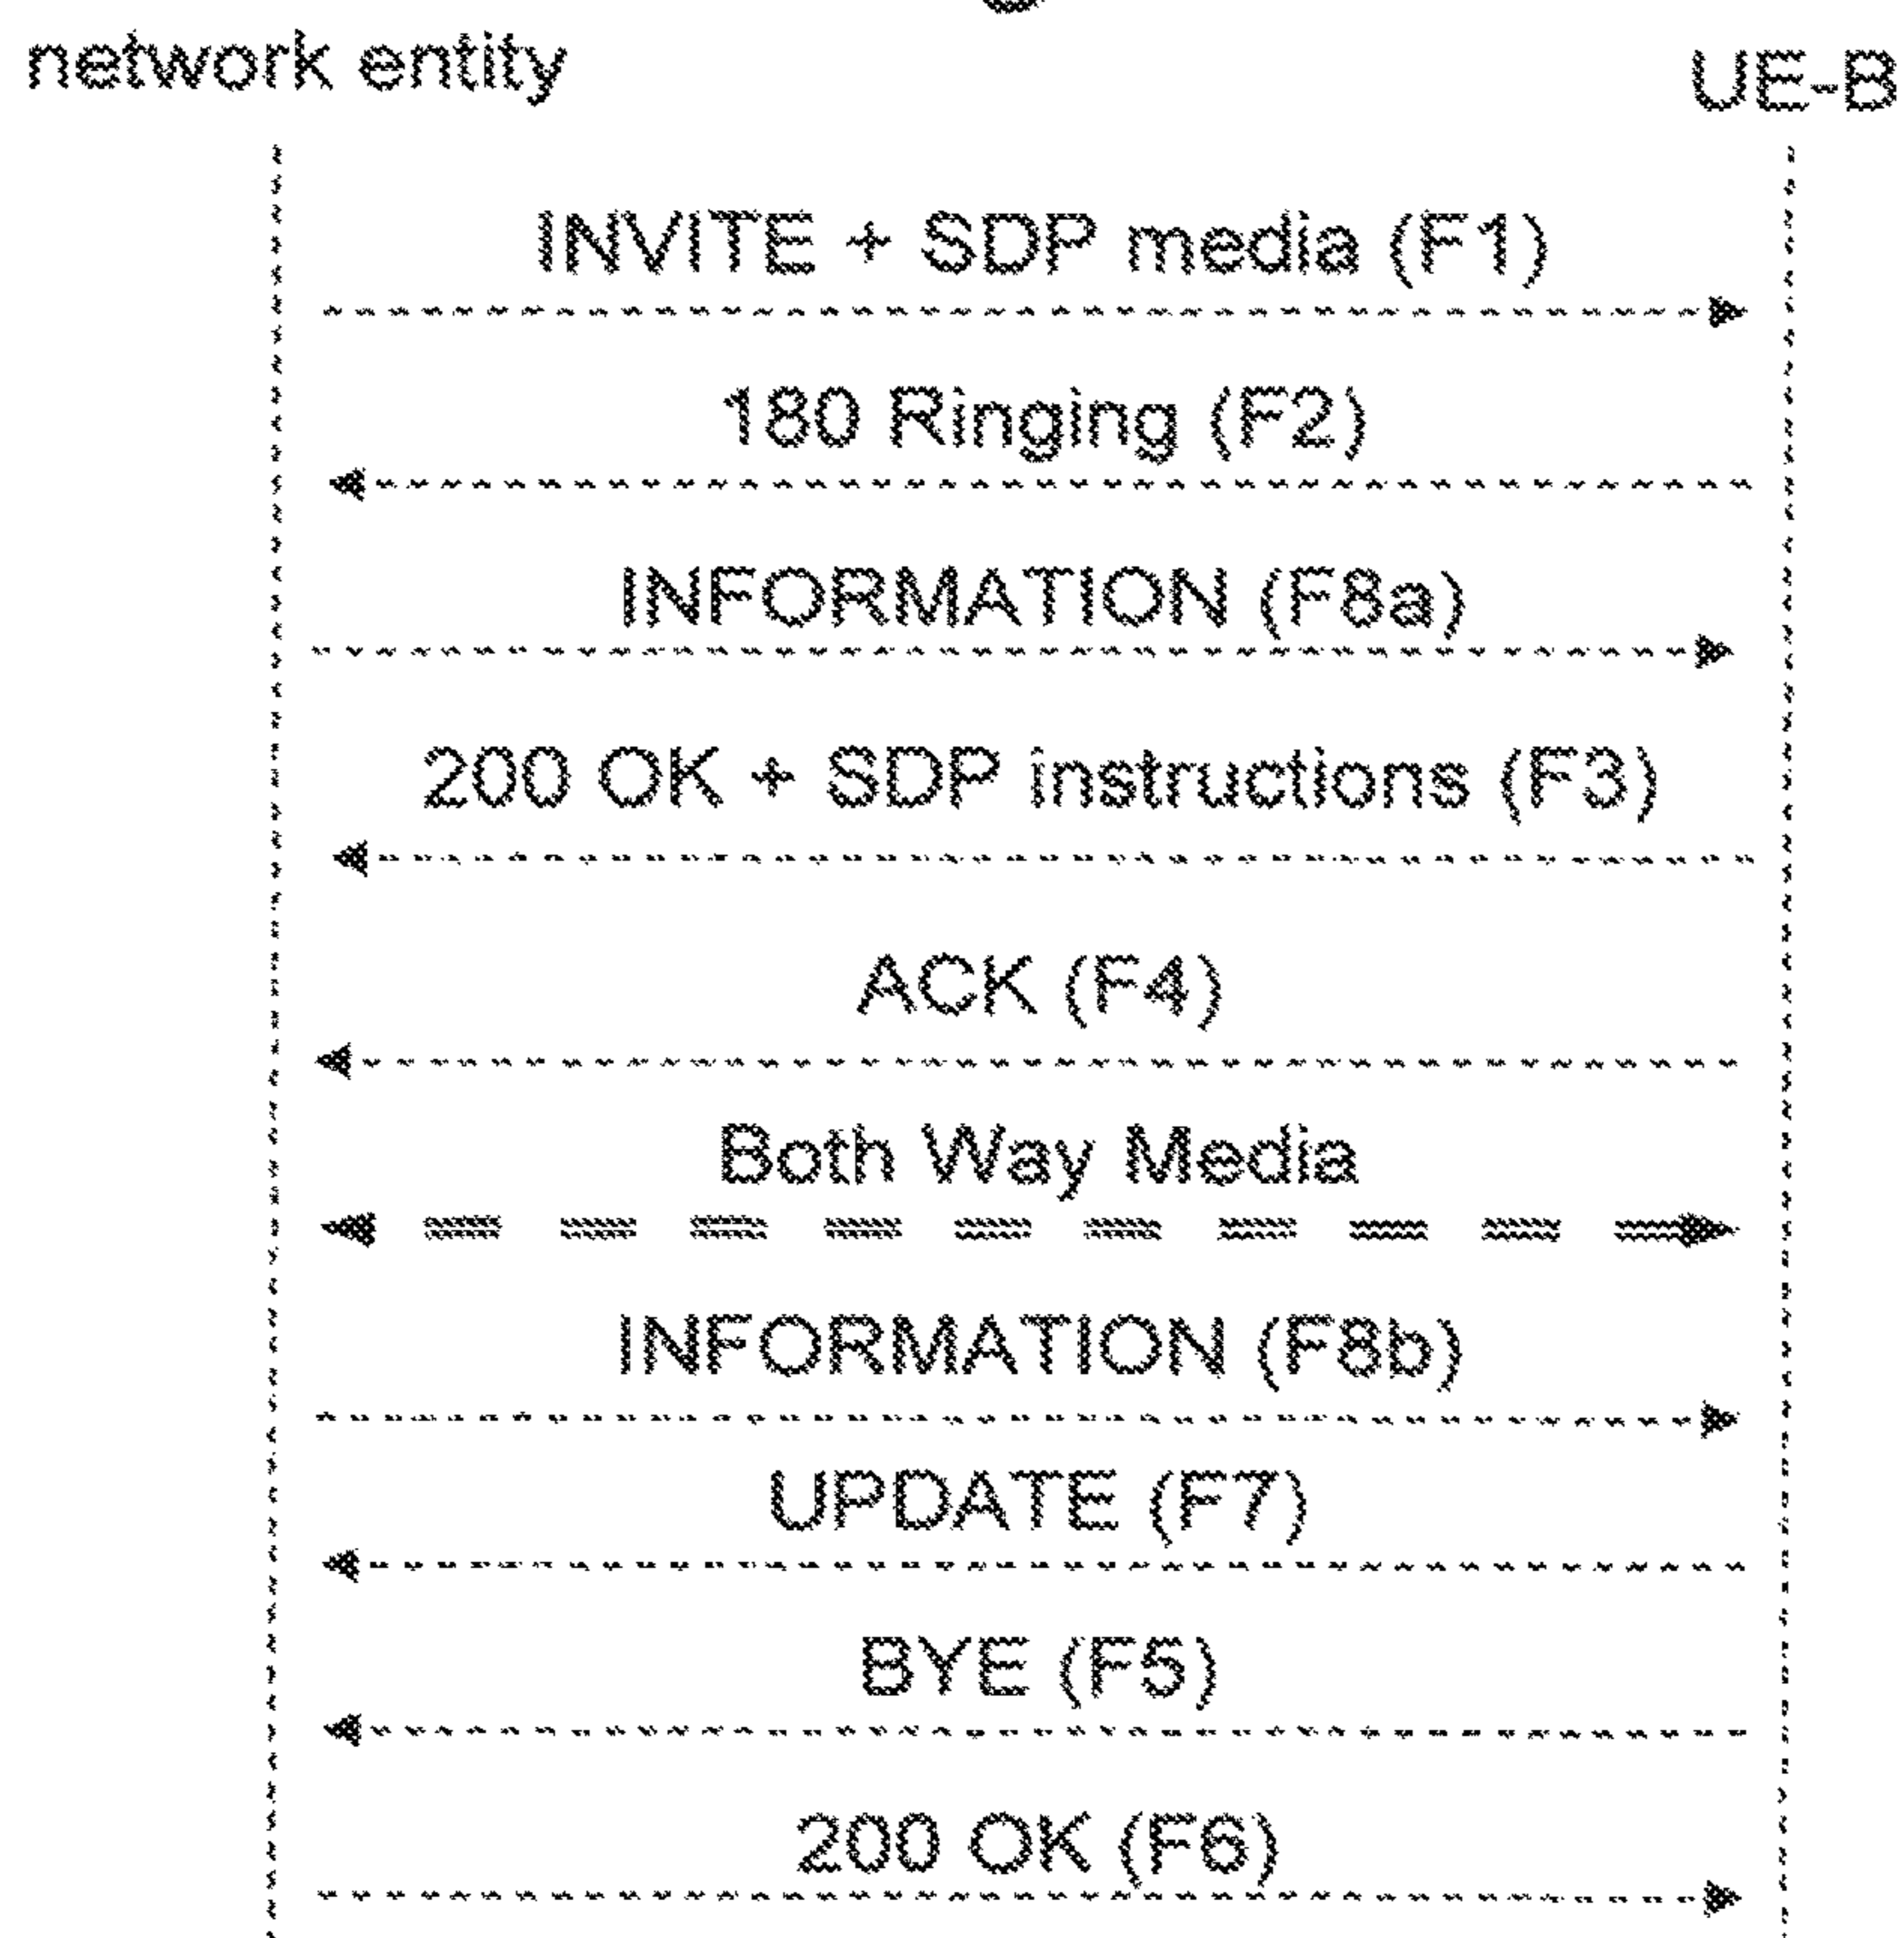 network entity
UE-B
INVITE + SDP media (F1)
180 Ringing (F2)
INFORMATION (F8a)
200 OK + SDP instructions (F3)
ACK (F4)
Both Way Media
INFORMATION (F8b)
UPDATE (F7)
BYE (F5)
200 OK (F6)